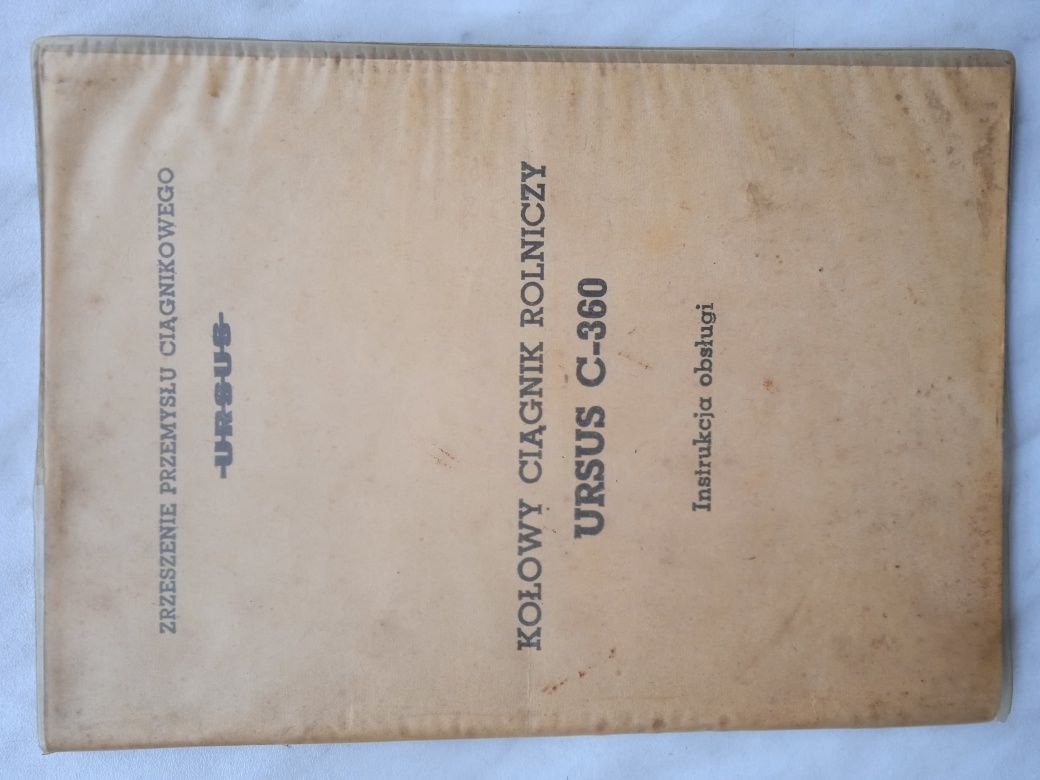 ZRZESZENIE PRZEMYSŁU CIĄGNIKOWEGO
URSUS
KOŁOWY CIĄGNIK ROLNICZY
URSUS C-360
Instrukcja obsługi